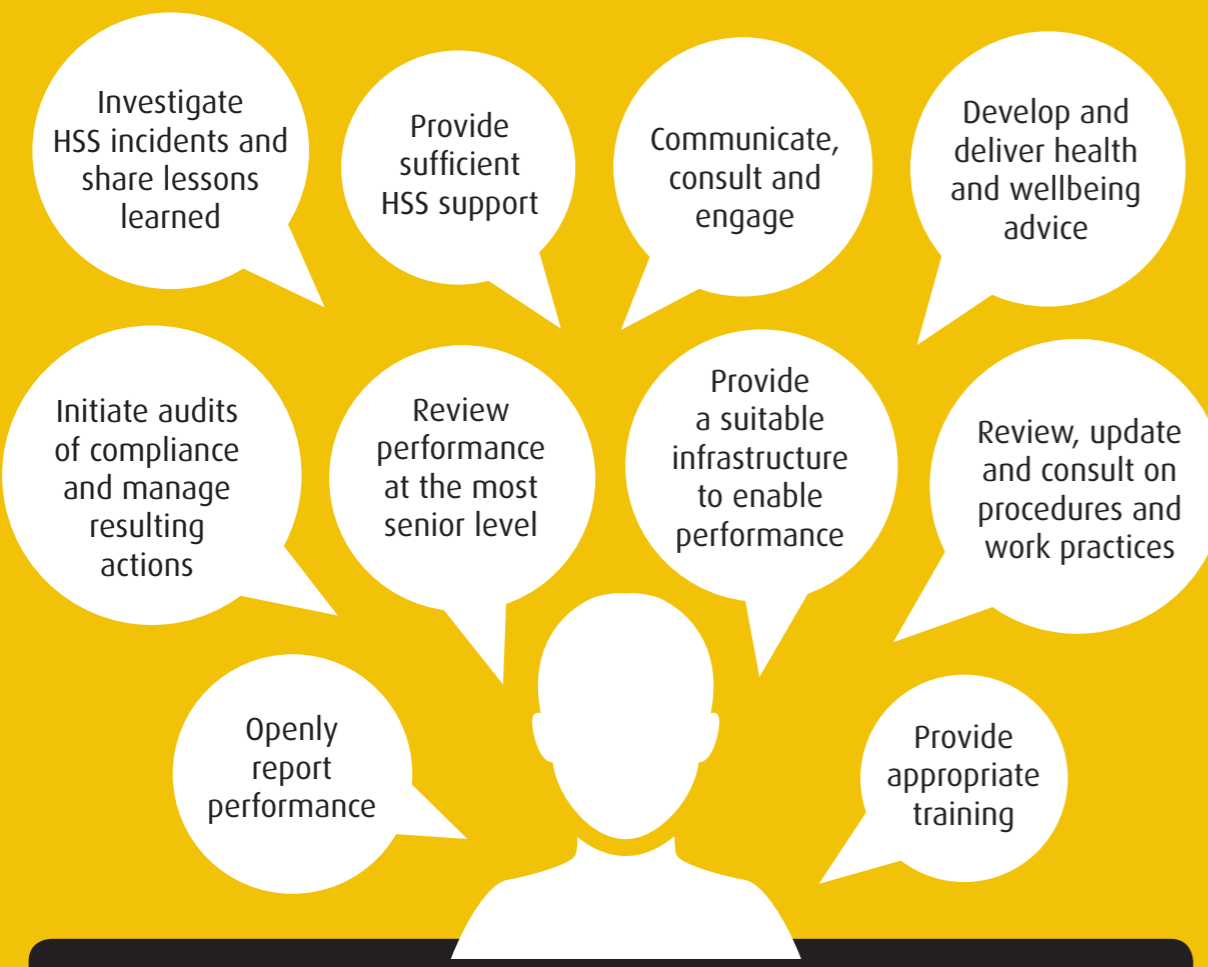 Investigate
HSS incidents and
share lessons
learned
Provide
sufficient
HSS support
Communicate,
consult and
engage
Develop and
deliver health
and wellbeing
advice
Initiate audits
of compliance
and manage
resulting
actions
Review
performance
at the most
senior level
Provide
a suitable
infrastructure
to enable
performance
Review, update
and consult on
procedures and
work practices
Openly
report
performance
Provide
appropriate
training